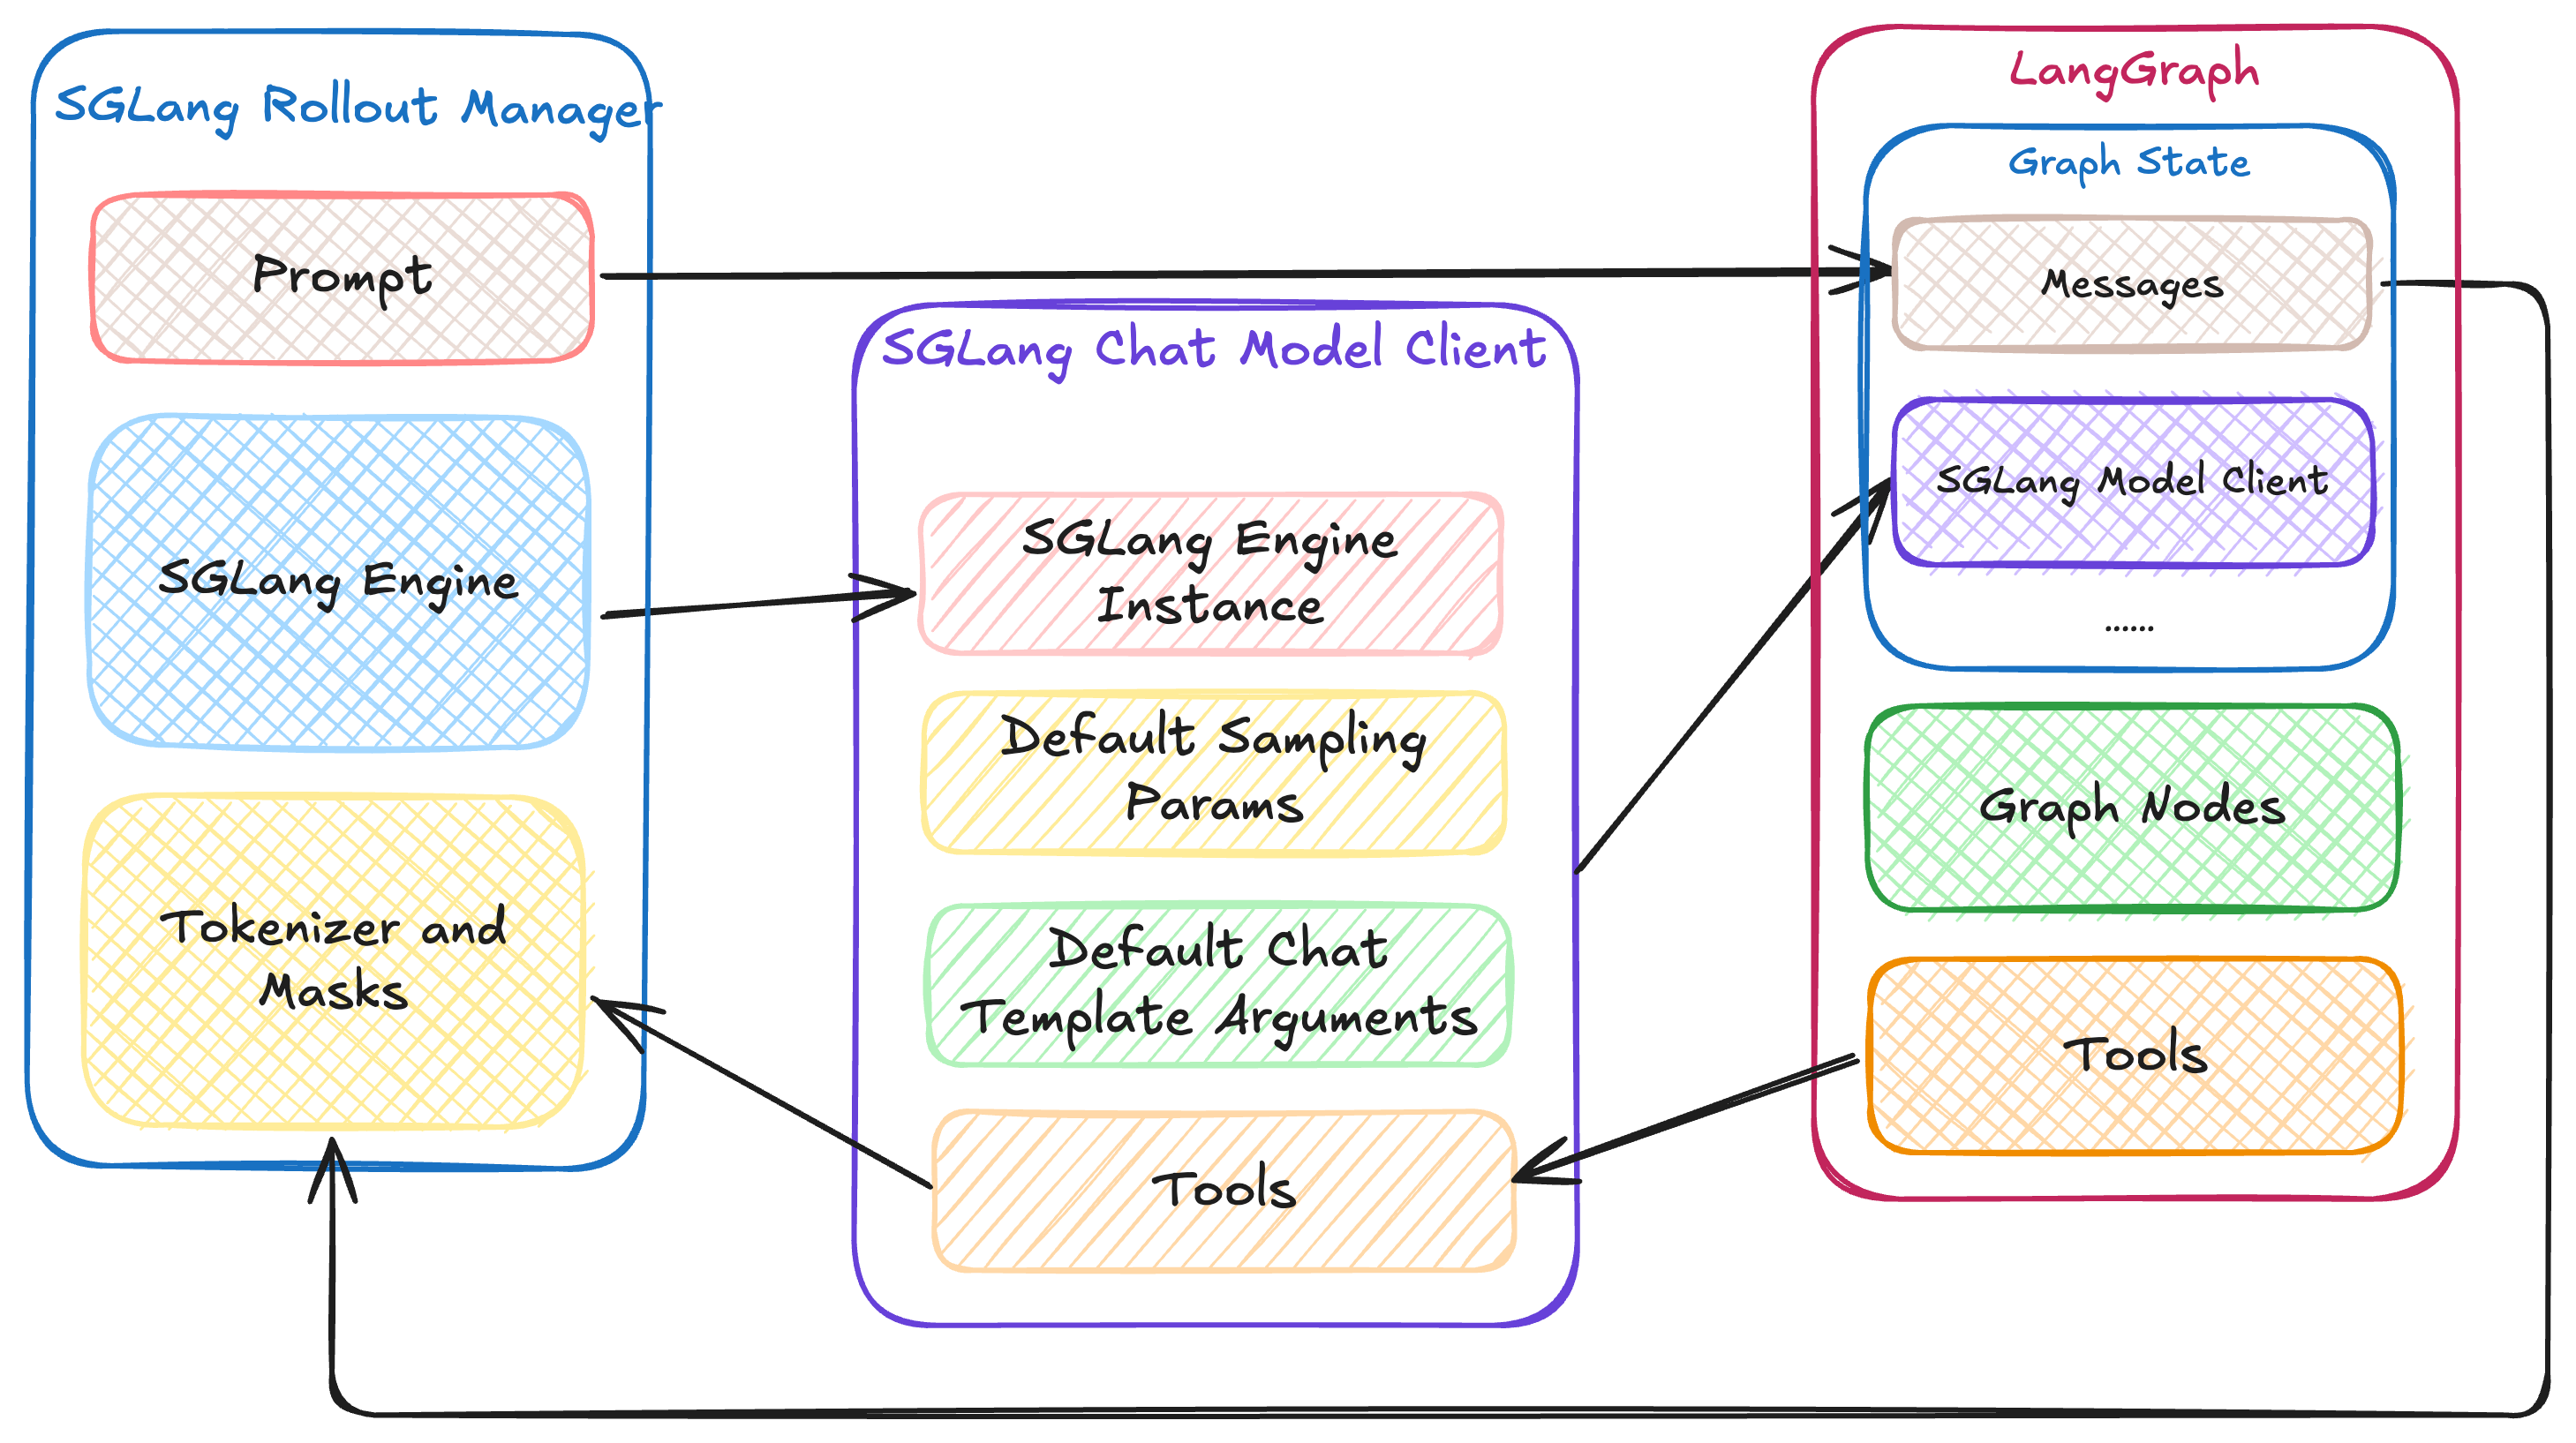 SGLang Rollout Manager
Prompt
SGLang Engine
Tokenizer and
Masks
SGLang Chat Model Client
SGLang Engine
Instance
Default Sampling
Params
Default Chat
Template Arguments
Tools
LangGraph
Graph State
Messages
SGLang Model Client
......
Graph Nodes
Tools